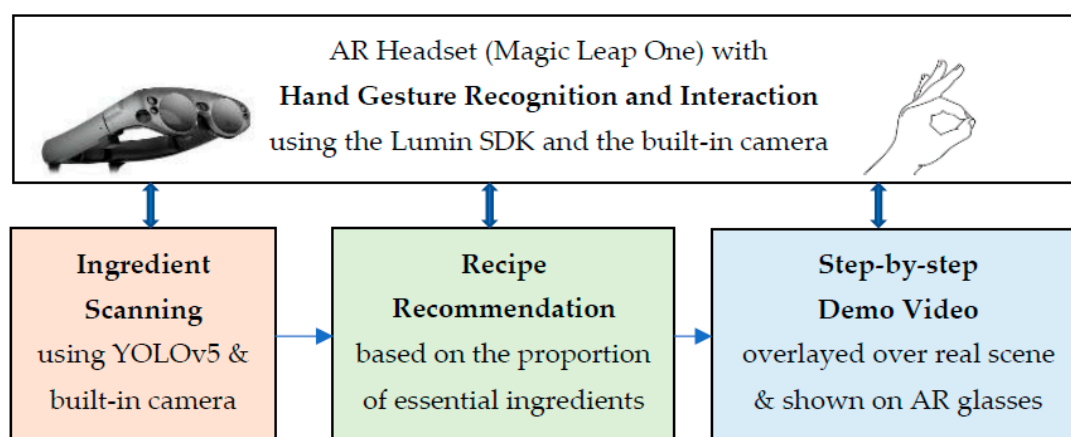 AR Headset (Magic Leap One) with
Hand Gesture Recognition and Interaction
using the Lumin SDK and the built-in camera
Ingredient
Scanning
using YOLOv5 &
built-in camera
Recipe
Recommendation
based on the proportion
of essential ingredients
Step-by-step
Demo Video
overlayed over real scene
& shown on AR glasses